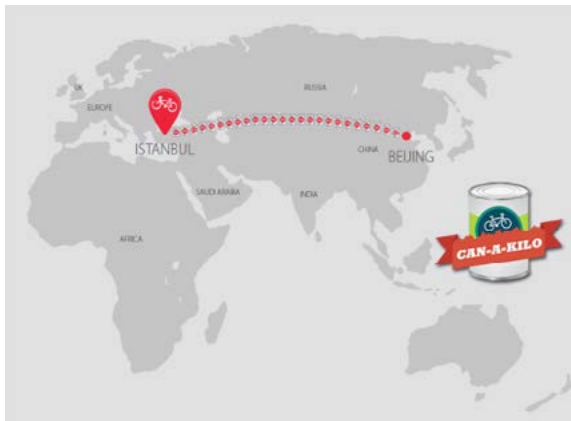 UK
RUSSIA
EUROPE
ISTANBUL
CHINA
BEIJING
SAUDI ARABIA
INDIA
AFRICA
CAN-A-KILO